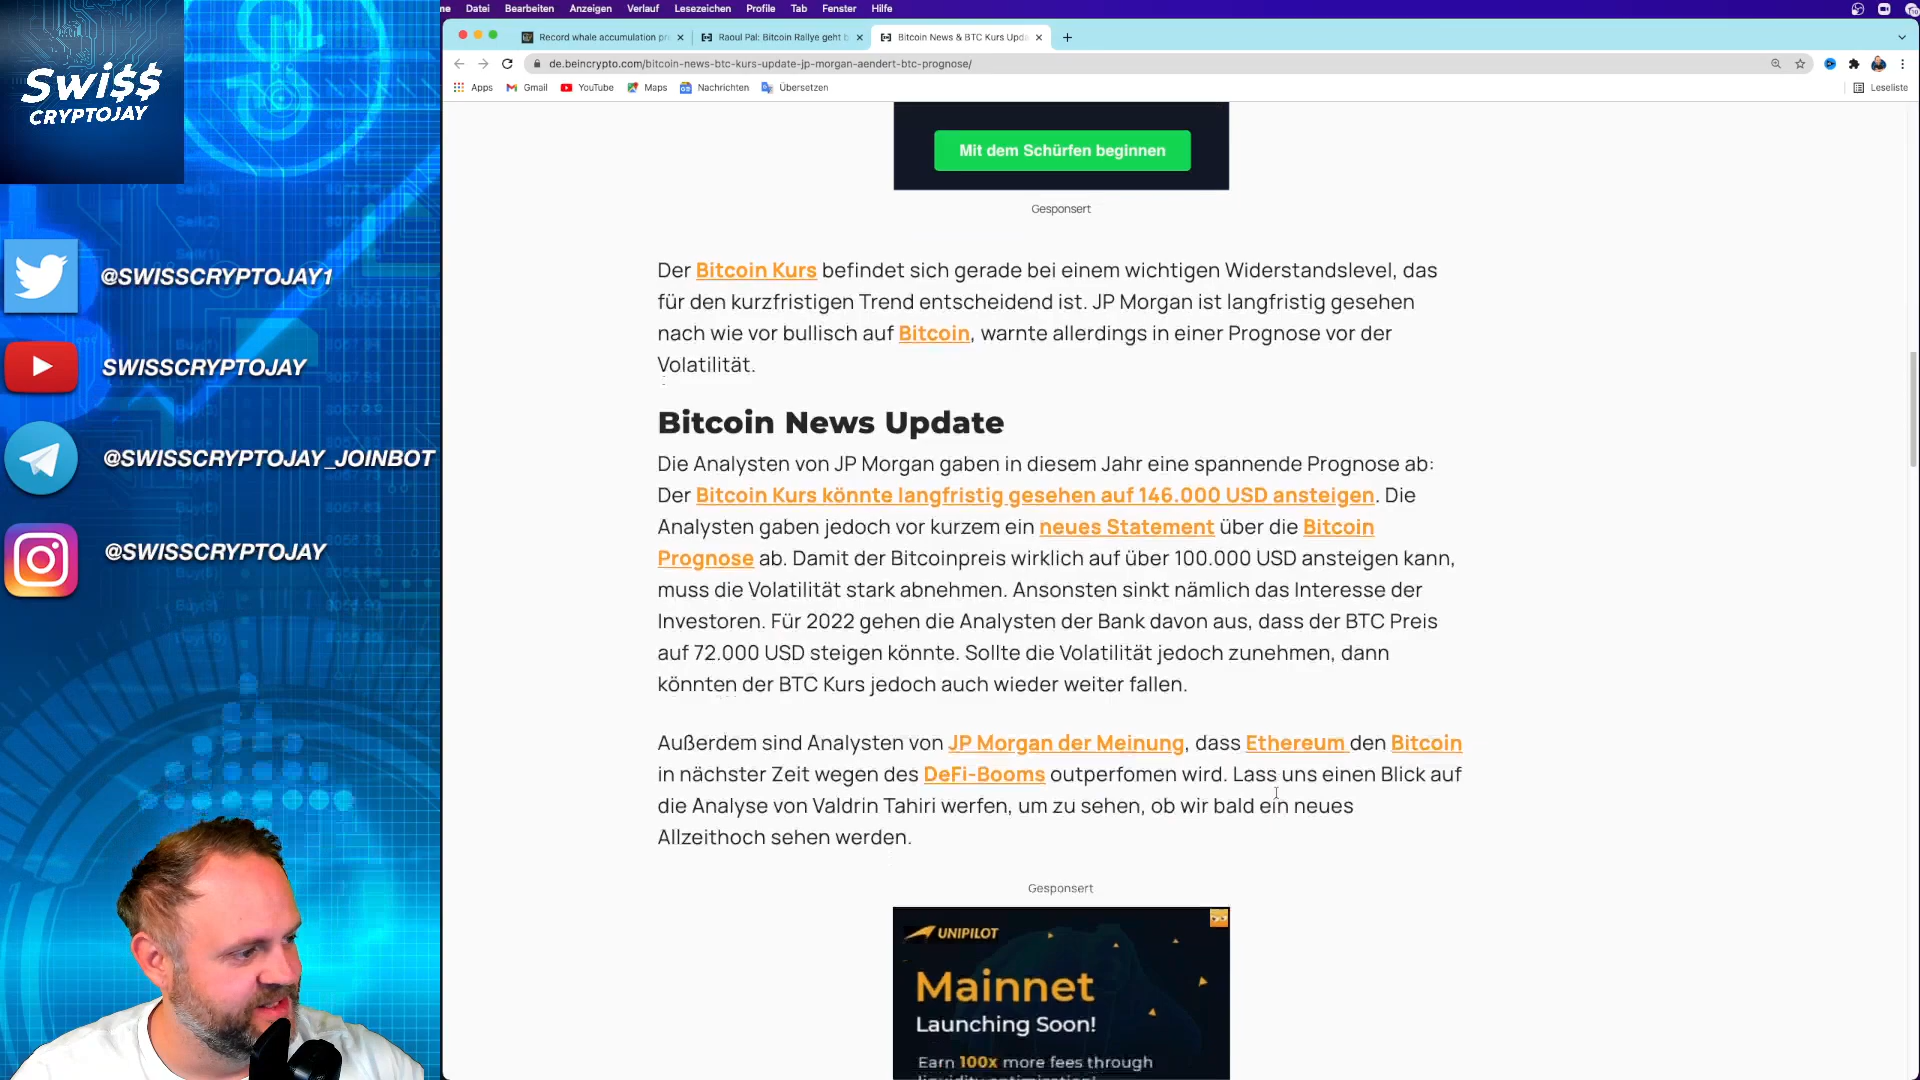 Swi$$
CRYPTOJAY
@SWISSCRYPTOJAY1
SWISSCRYPTOJAY
@SWISSCRYPTOJAY_JOINBOT
@SWISSCRYPTOJAY
me Datei Bearbeiten Anzeigen Verlauf Lesezeichen Profile Tab Fenster Hilfe
Record whale accumulation pr
Raoul Pal: Bitcoin Rallye geht b
Bitcoin News & BTC Kurs Upda
de.beincrypto.com/bitcoin-news-btc-kurs-update-jp-morgan-aendert-btc-prognose/
Apps Gmail YouTube Maps Nachrichten Übersetzen Leseliste
Mit dem Schürfen beginnen
Gesponsert
Der Bitcoin Kurs befindet sich gerade bei einem wichtigen Widerstandslevel, das
für den kurzfristigen Trend entscheidend ist. JP Morgan ist langfristig gesehen
nach wie vor bullisch auf Bitcoin, warnte allerdings in einer Prognose vor der
Volatilität.
Bitcoin News Update
Die Analysten von JP Morgan gaben in diesem Jahr eine spannende Prognose ab:
Der Bitcoin Kurs könnte langfristig gesehen auf 146.000 USD ansteigen. Die
Analysten gaben jedoch vor kurzem ein neues Statement über die Bitcoin
Prognose ab. Damit der Bitcoinpreis wirklich auf über 100.000 USD ansteigen kann,
muss die Volatilität stark abnehmen. Ansonsten sinkt nämlich das Interesse der
Investoren. Für 2022 gehen die Analysten der Bank davon aus, dass der BTC Preis
auf 72.000 USD steigen könnte. Sollte die Volatilität jedoch zunehmen, dann
könnten der BTC Kurs jedoch auch wieder weiter fallen.
Außerdem sind Analysten von JP Morgan der Meinung, dass Ethereum den Bitcoin
in nächster Zeit wegen des DeFi-Booms outperfomen wird. Lass uns einen Blick auf
die Analyse von Valdrin Tahiri werfen, um zu sehen, ob wir bald ein neues
Allzeithoch sehen werden.
Gesponsert
UNIPILOT
Mainnet
Launching Soon!
Earn 100x more fees through